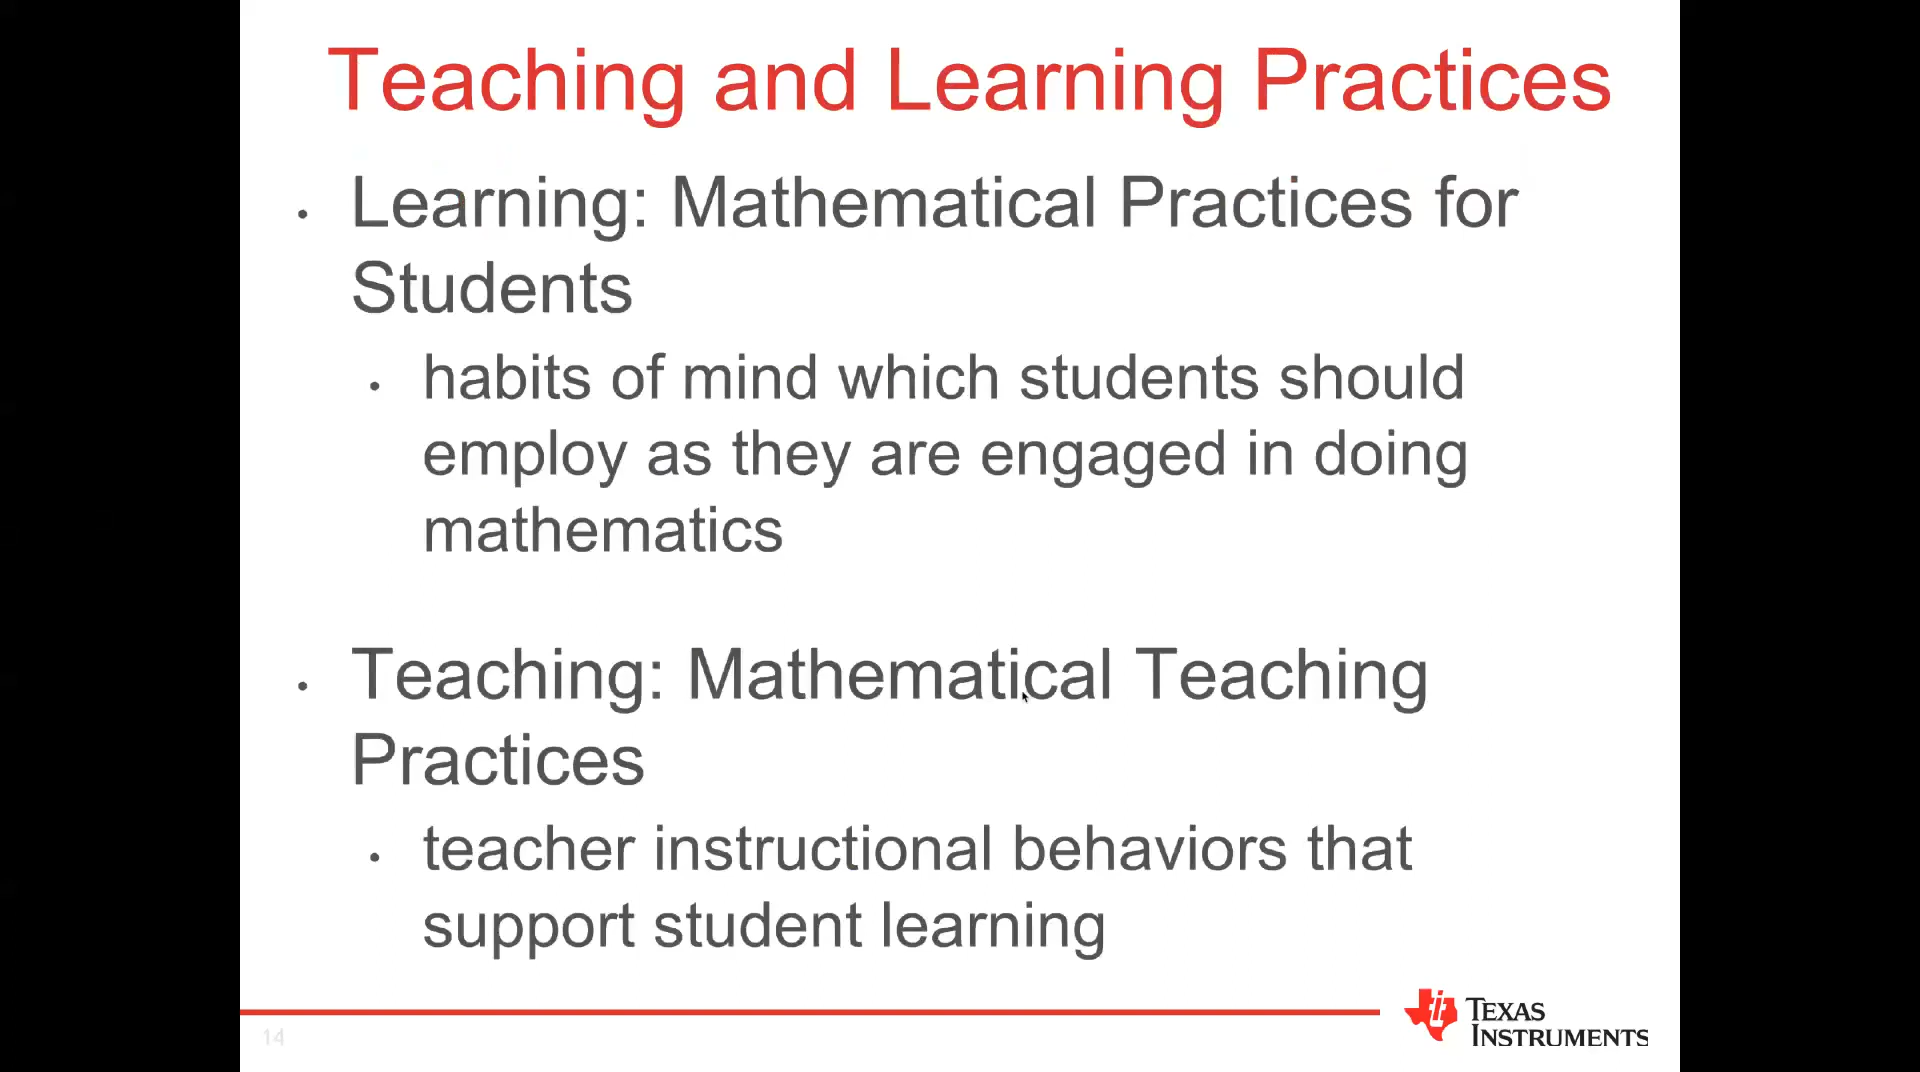 Teaching and Learning Practices
• Learning: Mathematical Practices for
Students
• habits of mind which students should
employ as they are engaged in doing
mathematics
• Teaching: Mathematical Teaching
Practices
• teacher instructional behaviors that
support student learning
14
TEXAS
INSTRUMENTS